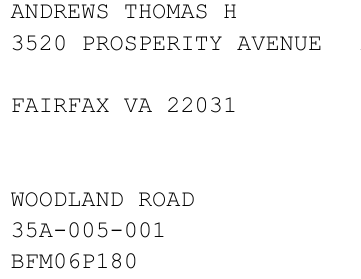 ANDREWS THOMAS H
3520 PROSPERITY AVENUE
FAIRFAX VA 22031
WOODLAND ROAD
35A-005-001
BFM06P180